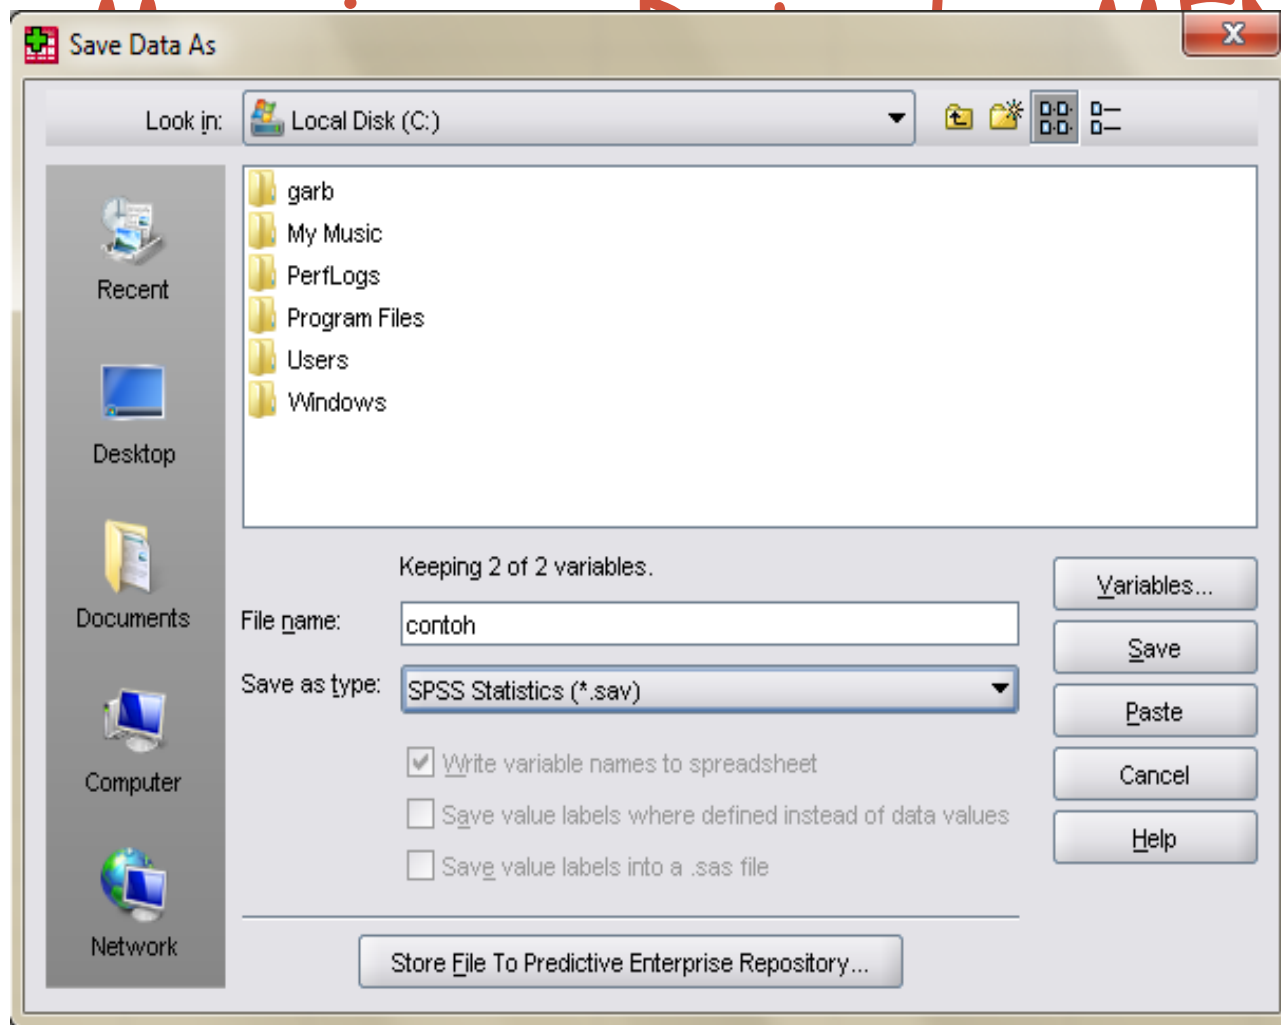 Save Data As
Look in:
Local Disk (C:)
garb
My Music
PerfLogs
Program Files
Users
Windows
Recent
Desktop
Documents
Computer
Network
Keeping 2 of 2 variables.
File name:
contoh
Save as type:
SPSS Statistics (*.sav)
Write variable names to spreadsheet
Save value labels where defined instead of data values
Save value labels into a .sas file
Variables...
Save
Paste
Cancel
Help
Store File To Predictive Enterprise Repository...